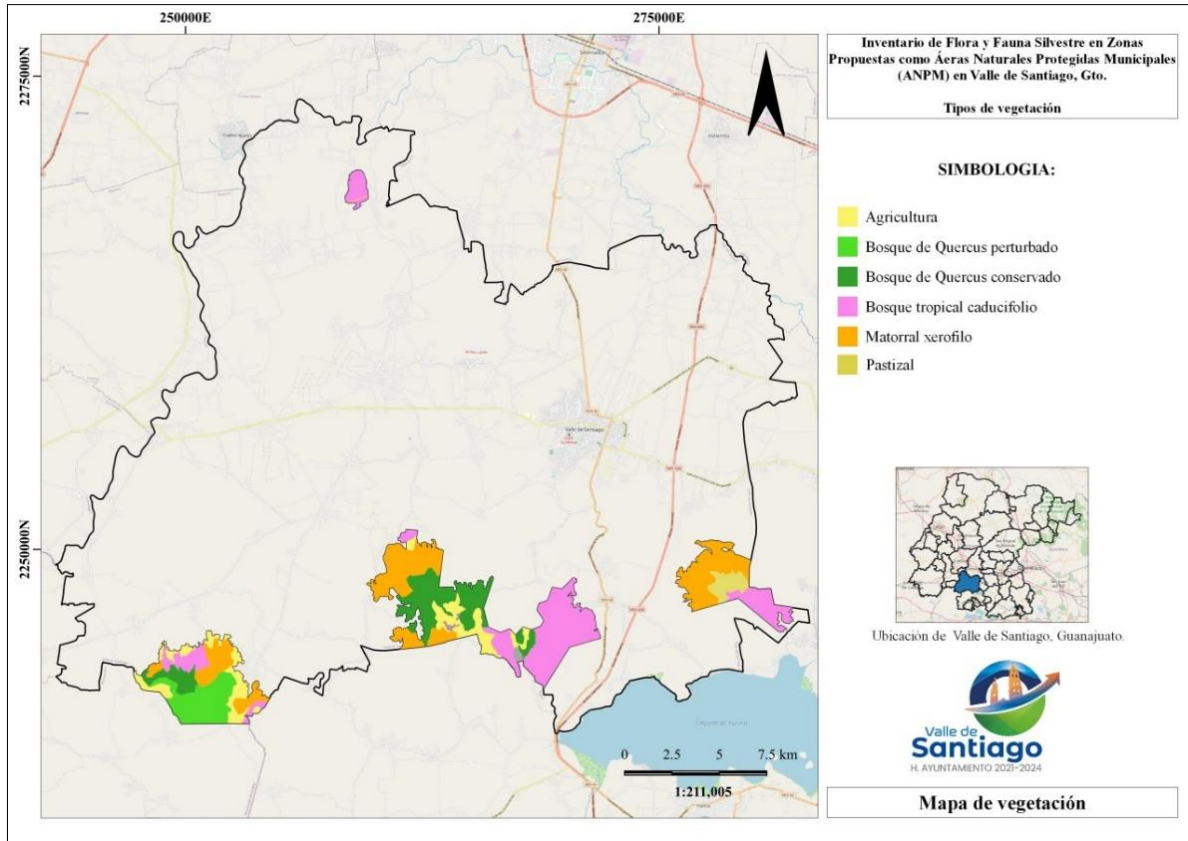 250000E
275000E
2275000N
2250000N
Valle de Santiago
0 2.5 5 7.5 km
1:211,005
Inventario de Flora y Fauna Silvestre en Zonas
Propuestas como Áeras Naturales Protegidas Municipales
(ANPM) en Valle de Santiago, Gto.
Tipos de vegetación
SIMBOLOGIA:
Agricultura
Bosque de Quercus perturbado
Bosque de Quercus conservado
Bosque tropical caducifolio
Matorral xerofilo
Pastizal
Ubicación de Valle de Santiago, Guanajuato.
Valle de
Santiago
H. AYUNTAMIENTO 2021-2024
Mapa de vegetación